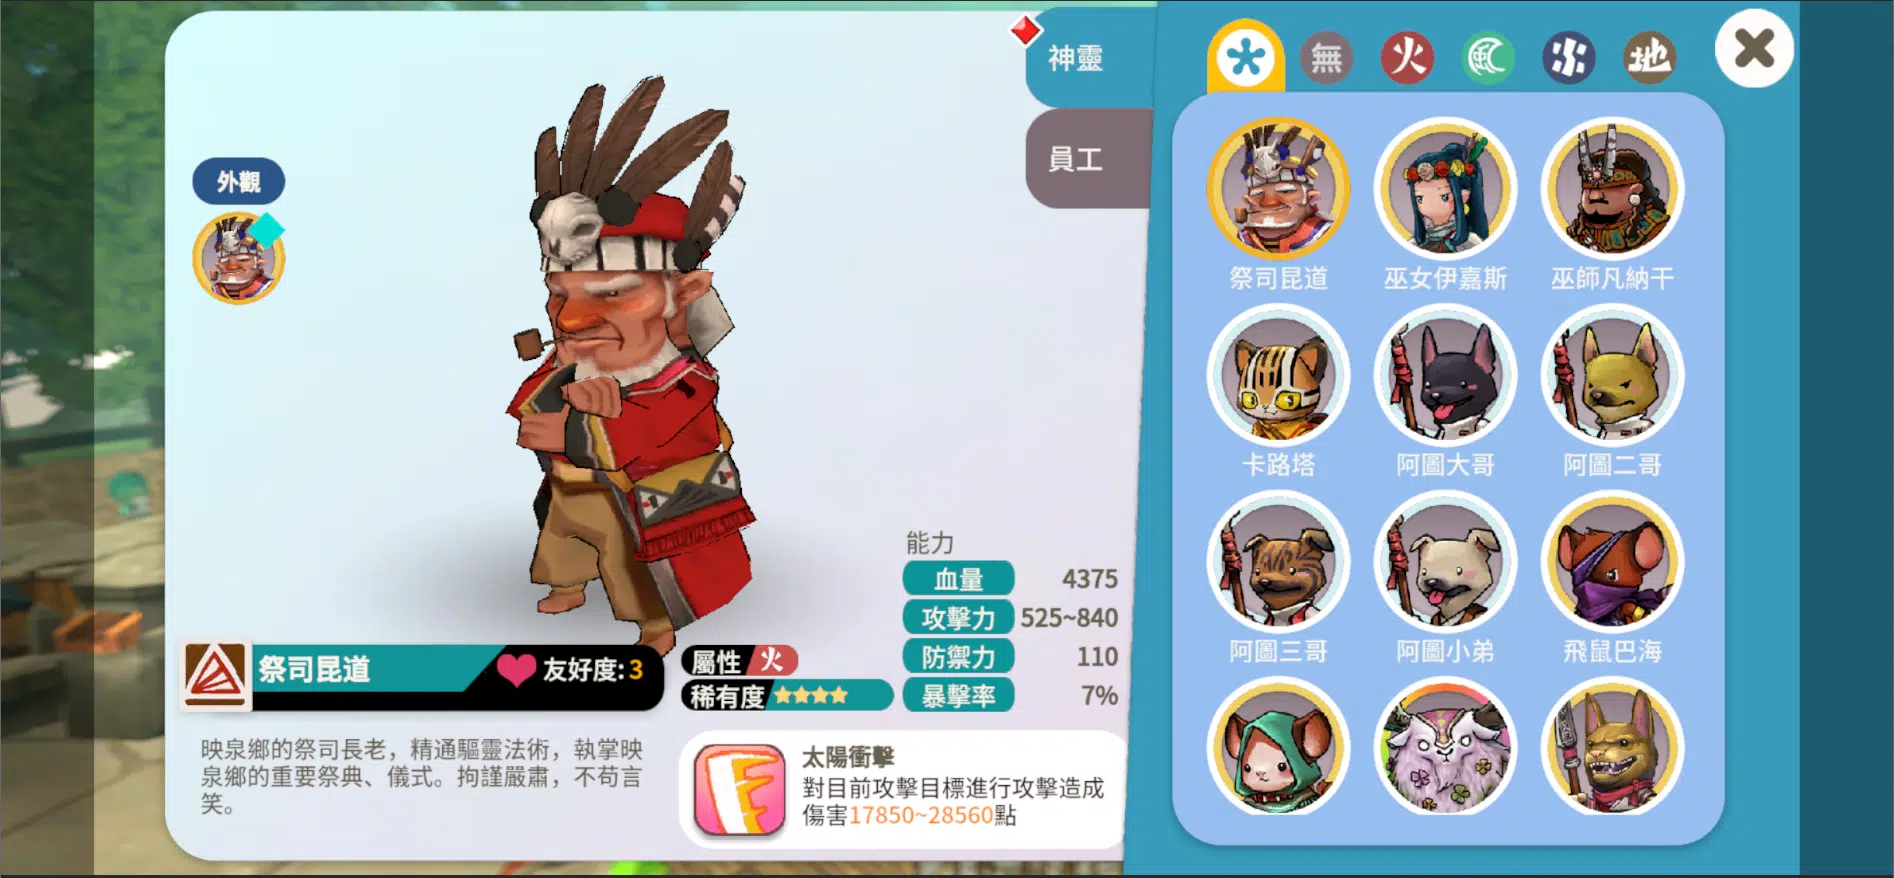 神靈
員工
無
火
風
水
地
外觀
祭司昆道
巫女伊嘉斯
巫師凡納干
卡路塔
阿圖大哥
阿圖二哥
阿圖三哥
阿圖小弟
飛鼠巴海
能力
血量 4375
攻擊力 525~840
防禦力 110
暴擊率 7%
祭司昆道
友好度:3
屬性 火
稀有度
映泉鄉的祭司長老，精通驅靈法術，執掌映
泉鄉的重要祭典、儀式。拘謹嚴肅，不苟言
笑。
太陽衝擊
對目前攻擊目標進行攻擊造成
傷害17850~28560點